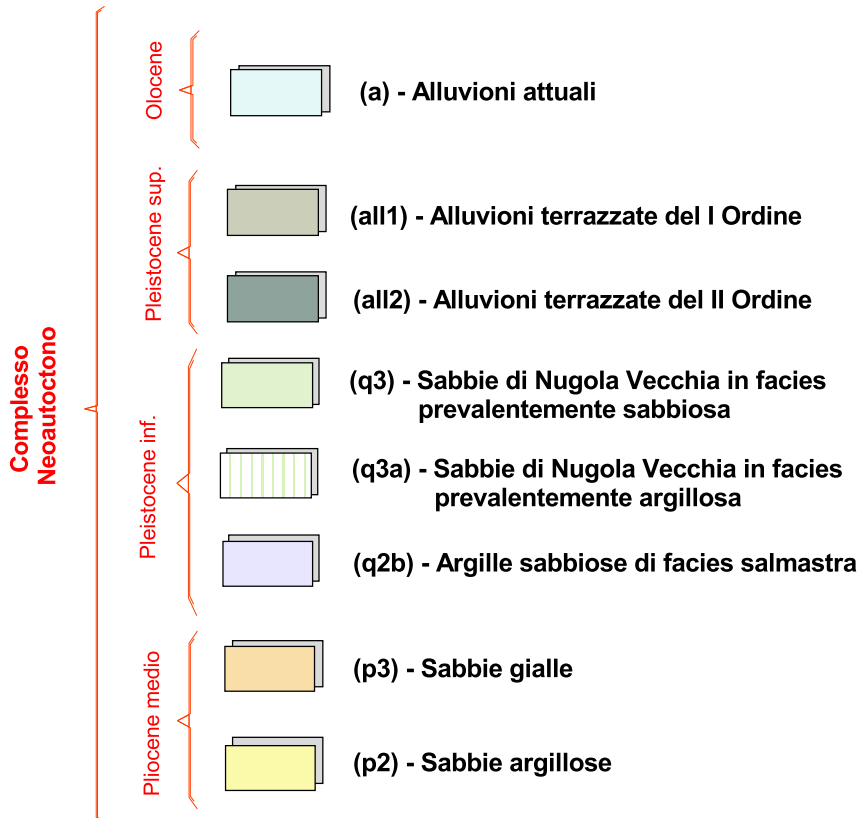 Complesso
Neoautoctono
Olocene
(a) - Alluvioni attuali
Pleistocene sup.
(all1) - Alluvioni terrazzate del I Ordine
(all2) - Alluvioni terrazzate del II Ordine
Pleistocene inf.
(q3) - Sabbie di Nugola Vecchia in facies
prevalentemente sabbiosa
(q3a) - Sabbie di Nugola Vecchia in facies
prevalentemente argillosa
(q2b) - Argille sabbiose di facies salmastra
Pliocene medio
(p3) - Sabbie gialle
(p2) - Sabbie argillose